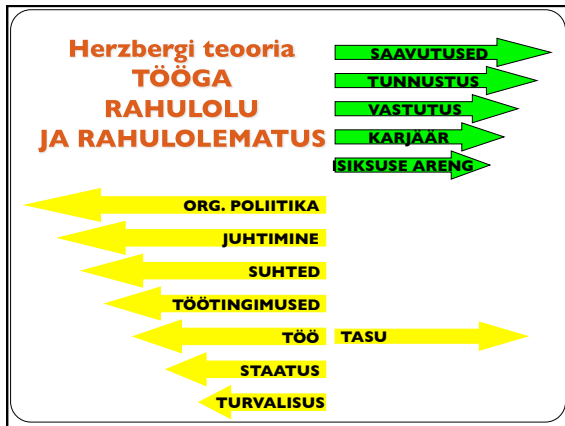 Herzbergi teooria
TÖÖGA
RAHULOLU
JA RAHULOLEMATUS
SAAVUTUSED
TUNNUSTUS
VASTUTUS
KARJÄÄR
ISIKSUSE ARENG
ORG. POLIITIKA
JUHTIMINE
SUHTED
TÖÖTINGIMUSED
TÖÖ TASU
STAATUS
TURVALISUS